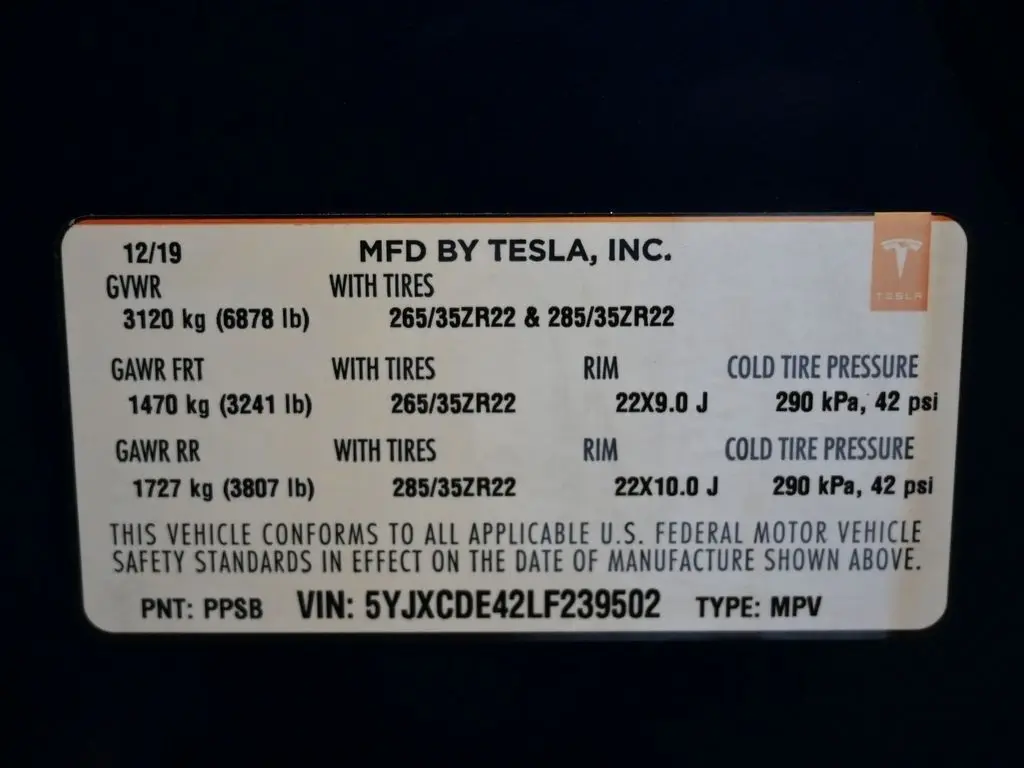 12/19 MFD BY TESLA, INC.
GVWR WITH TIRES
3120 kg (6878 lb) 265/35ZR22 & 285/35ZR22
TESLA
GAWR FRT WITH TIRES RIM COLD TIRE PRESSURE
1470 kg (3241 lb) 265/35ZR22 22X9.0 J 290 kPa, 42 psi
GAWR RR WITH TIRES RIM COLD TIRE PRESSURE
1727 kg (3807 lb) 285/35ZR22 22X10.0 J 290 kPa, 42 psi
THIS VEHICLE CONFORMS TO ALL APPLICABLE U.S. FEDERAL MOTOR VEHICLE
SAFETY STANDARDS IN EFFECT ON THE DATE OF MANUFACTURE SHOWN ABOVE.
PNT: PPSB VIN: 5YJXCDE42LF239502 TYPE: MPV